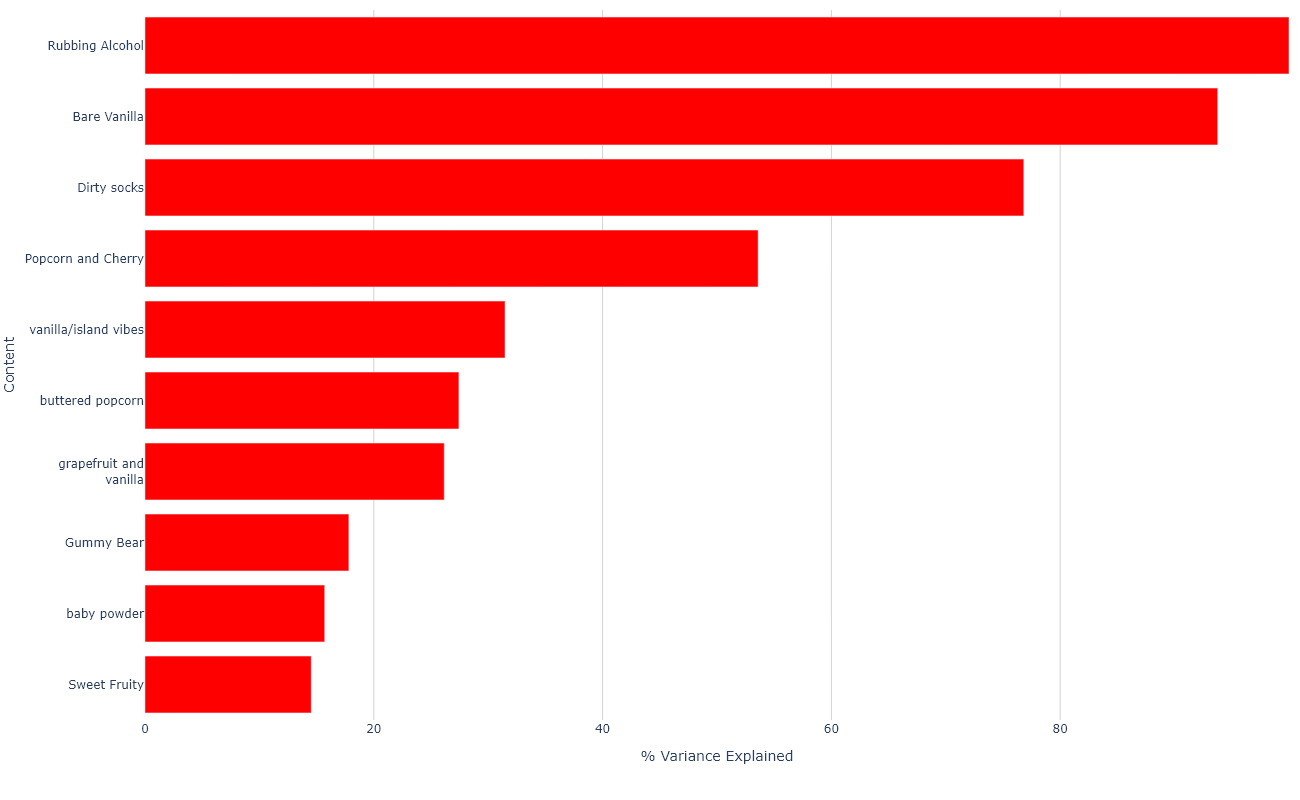 Rubbing Alcohol
Bare Vanilla
Dirty socks
Popcorn and Cherry
vanilla/island vibes
buttered popcorn
grapefruit and
vanilla
Gummy Bear
baby powder
Sweet Fruity
Content
0 20 40 60 80
% Variance Explained